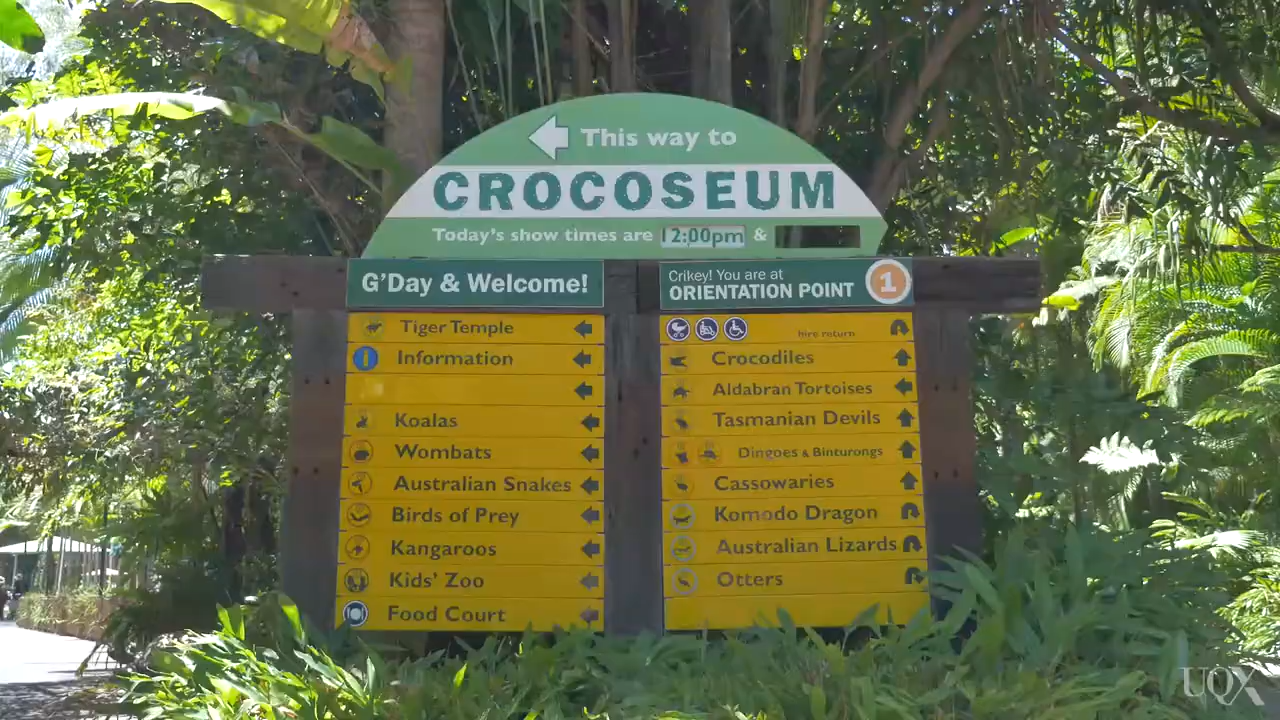 This way to
CROCOSEUM
Today's show times are 12:00pm &
G'Day & Welcome!
Tiger Temple
Information
Koalas
Wombats
Australian Snakes
Birds of Prey
Kangaroos
Kids' Zoo
Food Court
Crikey! You are at
ORIENTATION POINT
1
hire return
Crocodiles
Aldabran Tortoises
Tasmanian Devils
Dingoes & Binturongs
Cassowaries
Komodo Dragon
Australian Lizards
Otters
UQx